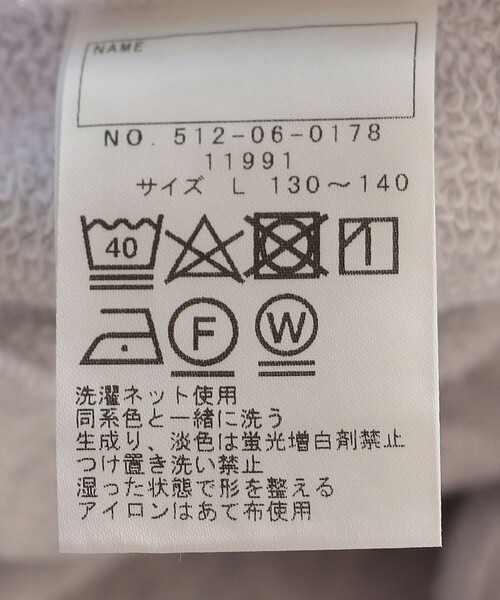 NAME
NO. 512-06-0178
11991
サイズ L 130〜140
40
F W
洗濯ネット使用
同系色と一緒に洗う
生成り、淡色は蛍光増白剤禁止
つけ置き洗い禁止
湿った状態で形を整える
アイロンはあて布使用